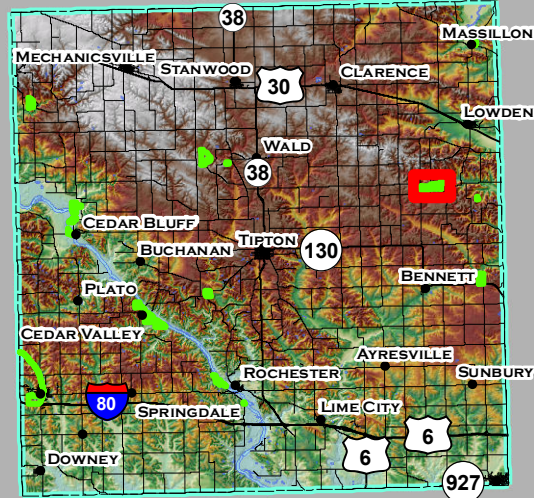 38
Massillon
Mechanicsville
Stanwood
30
Clarence
Lowden
Wald
38
Cedar Bluff
Buchanan
Tipton
130
Bennett
Plato
Cedar Valley
Ayresville
Rochester
Sunbury
80
Springdale
Lime City
6
6
Downey
927